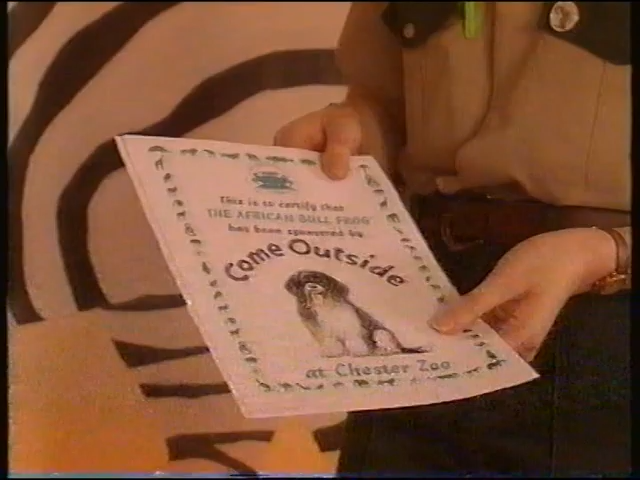 This is to certify that
THE AFRICAN BULL FROG
has been sponsored by
Come Outside
at Chester Zoo